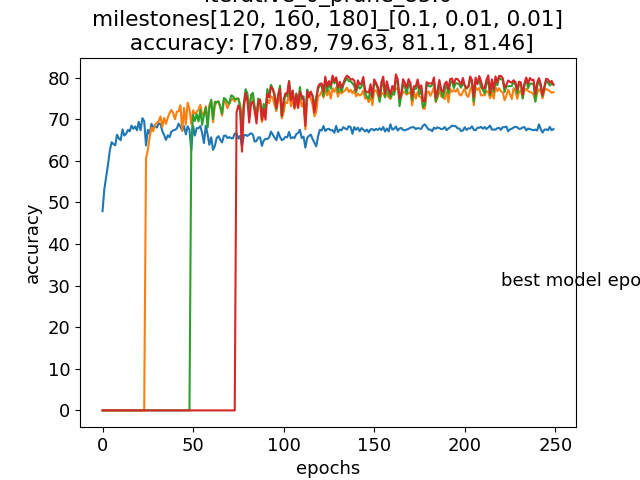 milestones[120, 160, 180]_[0.1, 0.01, 0.01]
accuracy: [70.89, 79.63, 81.1, 81.46]
80
70
60
50
40
30
20
10
0
accuracy
best model epo
0 50 100 150 200 250
epochs